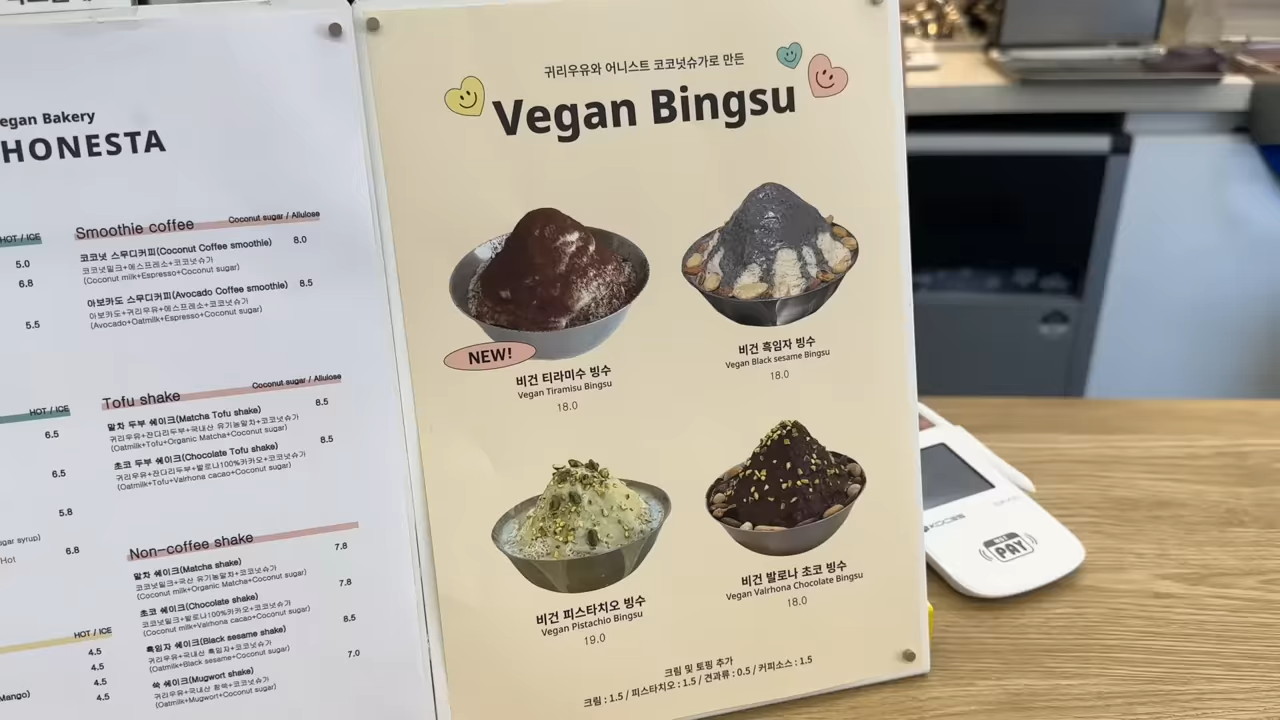 egan Bakery
HONESTA
HOT / ICE
5.0
6.8
5.5
HOT / ICE
6.5
6.5
5.8
gar syrup)
Hot
6.8
HOT / ICE
4.5
4.5
4.5
Mango)
4.5
Smoothie coffee
Coconut sugar / Allulose
코코넛 스무디커피(Coconut Coffee smoothie)
8.0
코코넛밀크+에스프레소+코코넛슈가
(Coconut milk+Espresso+Coconut sugar)
아보카도 스무디커피(Avocado Coffee smoothie)
8.5
아보카도+귀리우유+에스프레소+코코넛슈가
(Avocado+Oatmilk+Espresso+Coconut sugar)
Tofu shake
Coconut sugar / Allulose
말차 두부 쉐이크(Matcha Tofu shake)
8.5
귀리우유+잔다리두부+국내산 유기농말차+코코넛슈가
(Oatmilk+Tofu+Organic Matcha+Coconut sugar)
초코 두부 쉐이크(Chocolate Tofu shake)
8.5
귀리우유+잔다리두부+발로나100%카카오+코코넛슈가
(Oatmilk+Tofu+Valrhona cacao+Coconut sugar)
Non-coffee shake
말차 쉐이크(Matcha shake)
7.8
코코넛밀크+국산 유기농말차+코코넛슈가
(Coconut milk+Organic Matcha+Coconut sugar)
초코 쉐이크(Chocolate shake)
7.8
코코넛밀크+발로나100%카카오+코코넛슈가
(Coconut milk+Valrhona cacao+Coconut sugar)
흑임자 쉐이크(Black sesame shake)
8.5
귀리우유+국내산 흑임자+코코넛슈가
(Oatmilk+Black sesame+Coconut sugar)
쑥 쉐이크(Mugwort shake)
7.0
(Oatmilk+Mugwort+Coconut sugar)
귀리우유와 어니스트 코코넛슈가로 만든
Vegan Bingsu
NEW!
비건 티라미수 빙수
Vegan Tiramisu Bingsu
18.0
비건 흑임자 빙수
Vegan Black sesame Bingsu
18.0
비건 피스타치오 빙수
Vegan Pistachio Bingsu
19.0
비건 발로나 초코 빙수
Vegan Valrhona Chocolate Bingsu
18.0
크림 및 토핑 추가
크림 : 1.5 / 피스타치오 : 1.5 / 견과류 : 0.5 / 커피소스 : 1.5
PAY